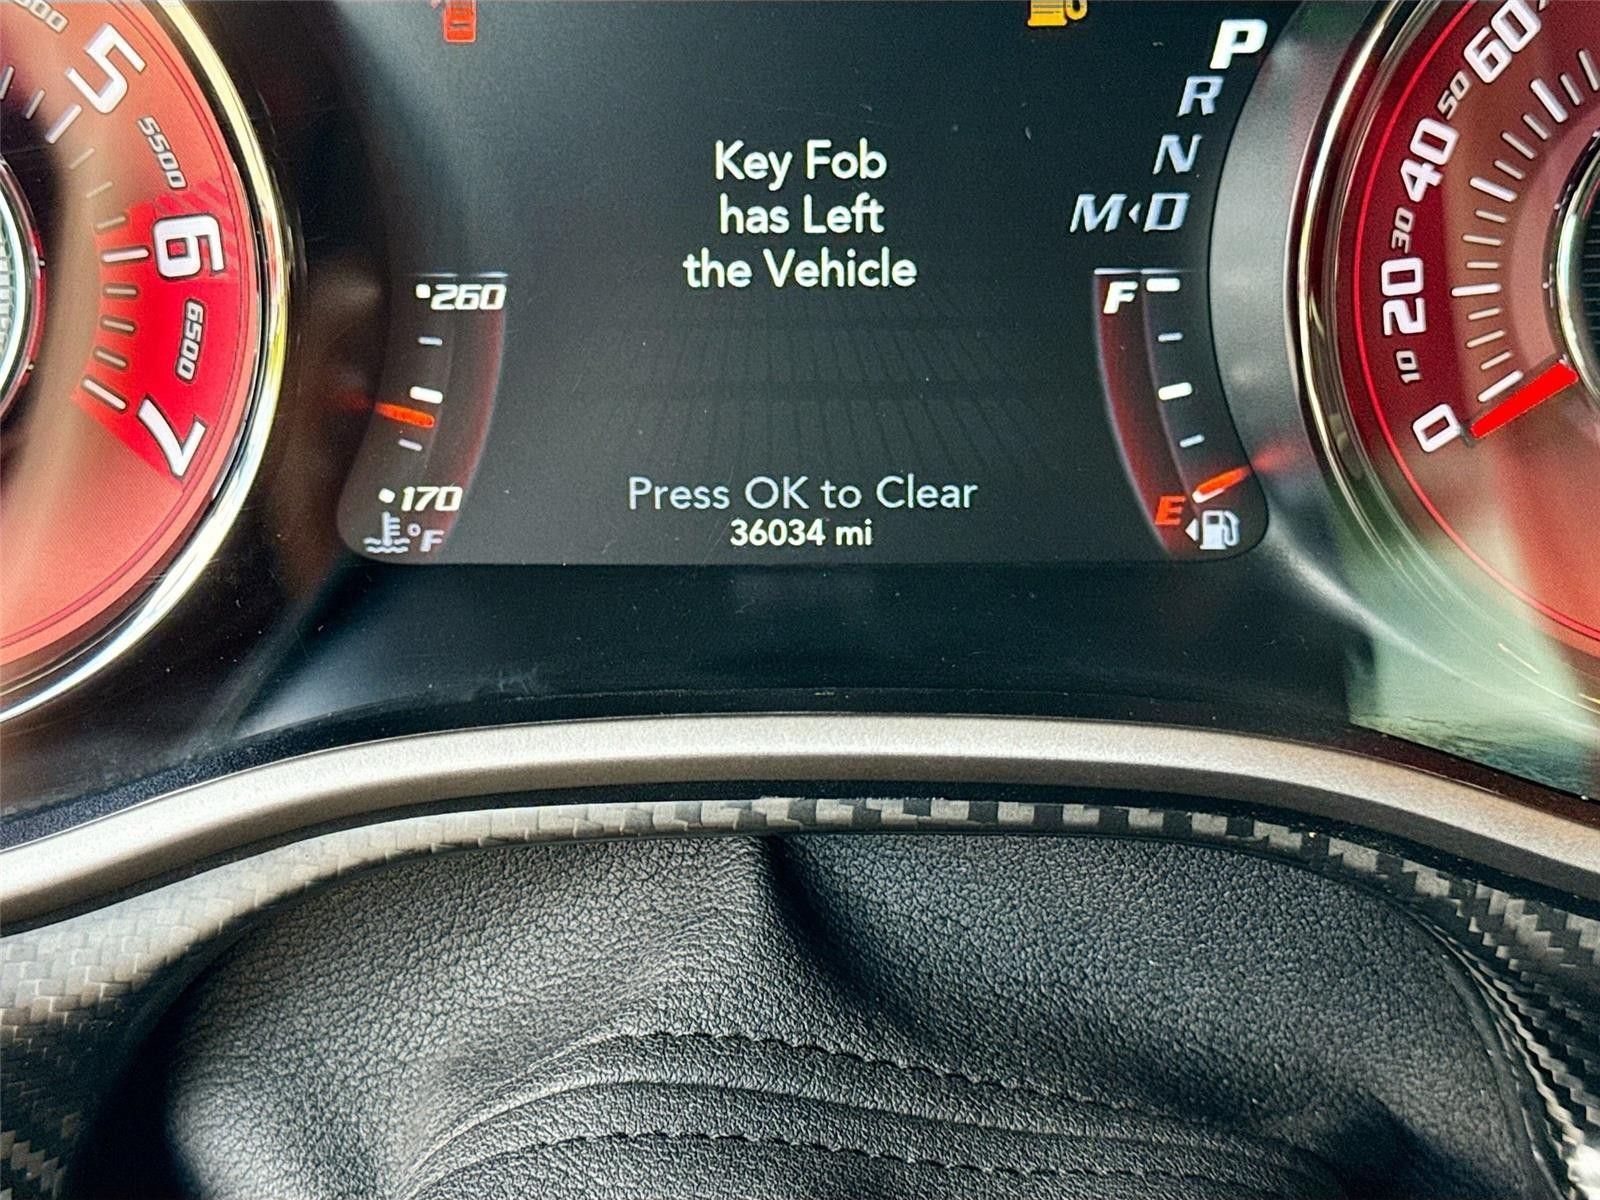 5
5500
6
6500
7
Key Fob
has Left
the Vehicle
Press OK to Clear
36034 mi
260
170
°F
P
R
N
M D
F
E
60
50
40
30
20
10
0